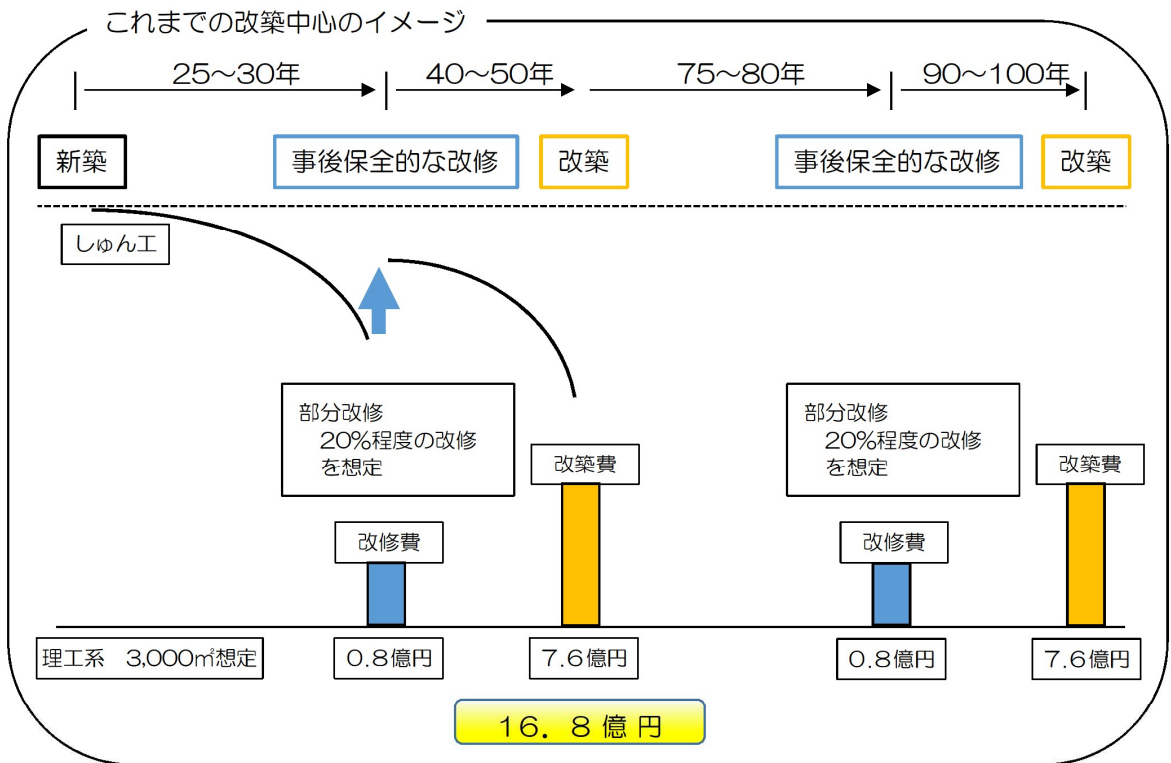 これまでの改築中心のイメージ
25～30年
40～50年
75～80年
90～100年
新築
事後保全的な改修
改築
事後保全的な改修
改築
しゅん工
部分改修
20%程度の改修
を想定
部分改修
20%程度の改修
を想定
改築費
改築費
改修費
改修費
理工系　3,000㎡想定
0.8億円
7.6億円
0.8億円
7.6億円
16．8億円